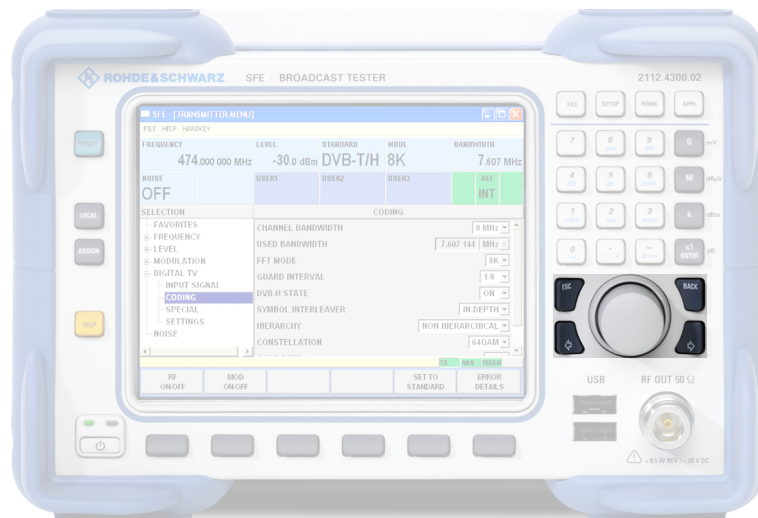 ROHDE&SCHWARZ SFE · BROADCAST TESTER 2112.4300.02
SFE - [TRANSMITTER MENU]
FILE HELP HARDKEY
FREQUENCY LEVEL STANDARD MODE BANDWIDTH
474.000 000 MHz -30.0 dBm DVB-T/H 8K 7.607 MHz
NOISE USER1 USER2 USER3 REF
OFF INT
SELECTION CODING
FAVORITES
FREQUENCY
LEVEL
MODULATION
DIGITAL TV
INPUT SIGNAL
CODING
SPECIAL
SETTINGS
NOISE
CHANNEL BANDWIDTH 8 MHz
USED BANDWIDTH 7.607 144 MHz
FFT MODE 8K
GUARD INTERVAL 1/8
DVB-H STATE ON
SYMBOL INTERLEAVER IN-DEPTH
HIERARCHY NON HIERARCHICAL
CONSTELLATION 64QAM
RF ON/OFF
MOD ON/OFF
SET TO STANDARD
ERROR DETAILS
LOCAL
ASSIGN
HELP
FILE SETUP HOME APPL
7 8 9 G mV
4 5 6 M dBµV
1 2 3 k dBm
0 . - x1 ENTER dB
ESC BACK
USB RF OUT 50 Ω